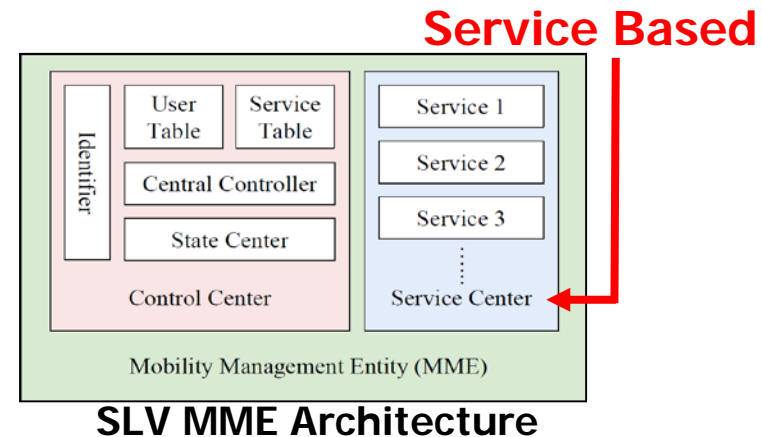 Service Based
Identifier
User
Table
Service
Table
Central Controller
State Center
Control Center
Service 1
Service 2
Service 3
Service Center
Mobility Management Entity (MME)
SLV MME Architecture